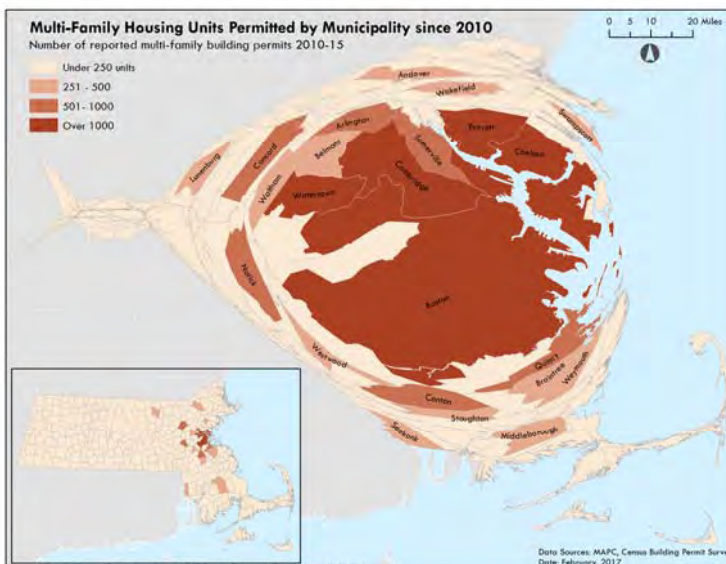 Multi-Family Housing Units Permitted by Municipality since 2010
Number of reported multi-family building permits 2010-15
Under 250 units
251 - 500
501- 1000
Over 1000
0 5 10 20 Miles
Andover
Wakefield
Swampscott
Arlington
Everett
Chelsea
Somerville
Belmont
Concord
Lunenburg
Waltham
Cambridge
Watertown
Natick
Boston
Westwood
Quincy
Braintree
Weymouth
Canton
Stoughton
Seekonk
Middleborough
Data Sources: MAPC, Census Building Permit Surve
Date: February, 2017